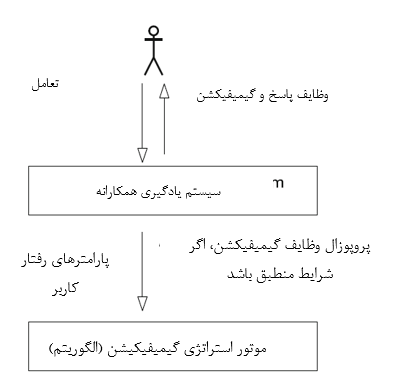 تعامل
وظایف پاسخ و گیمیفیکشن
سیستم یادگیری همکارانه
m
پروپوزال وظایف گیمیفیکشن، اگر
شرایط منطبق باشد
پارامترهای رفتار
کاربر
موتور استراتژی گیمیفیکیشن (الگوریتم)